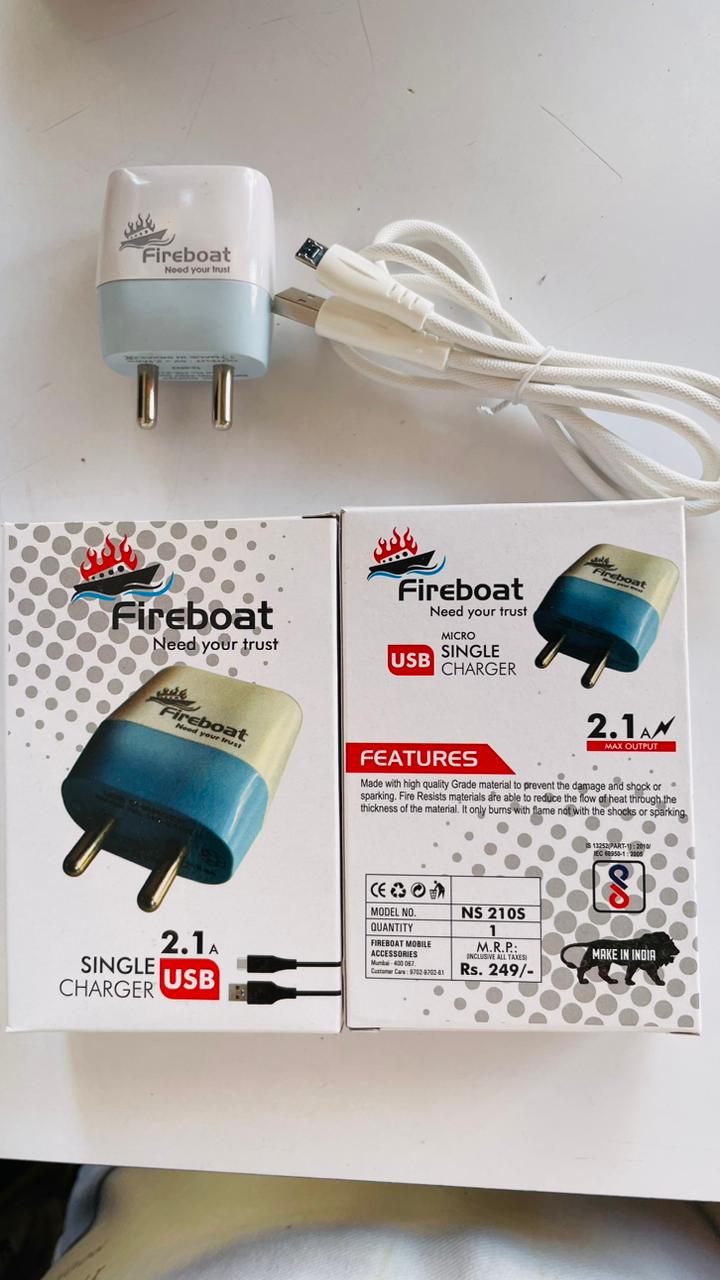 Fireboat
Need your trust
Fireboat
Need your trust
Fireboat
Need your trust
2.1A
SINGLE
CHARGER
USB
Fireboat
Need your trust
Fireboat
Need your trust
MICRO
USB
SINGLE
CHARGER
2.1A
MAX OUTPUT
FEATURES
Made with high quality Grade material to prevent the damage and shock or
sparking. Fire Resists materials are able to reduce the flow of heat through the
thickness of the material. It only burns with flame not with the shocks or sparking.
IS 13252(PART-1) : 2010/
IEC 60950-1 : 2005
CE
MODEL NO. NS 210S
QUANTITY 1
FIREBOAT MOBILE
ACCESSORIES
Mumbai - 400 067.
Customer Care : 9702-9702-61
M.R.P.:
(INCLUSIVE ALL TAXES)
Rs. 249/-
MAKE IN INDIA